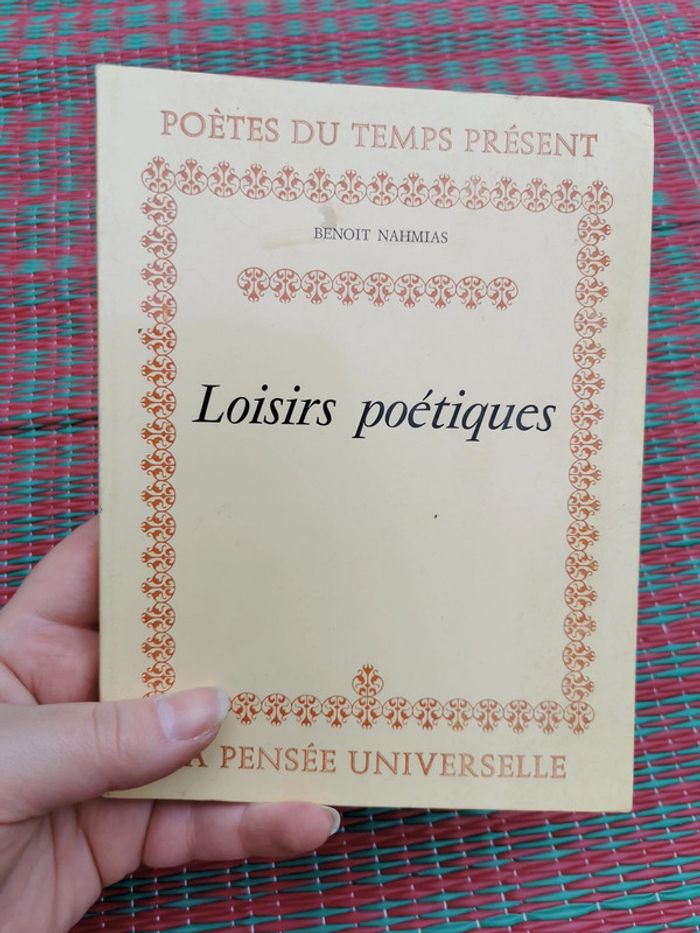 POÈTES DU TEMPS PRÉSENT
BENOIT NAHMIAS
Loisirs poétiques
PENSÉE UNIVERSELLE